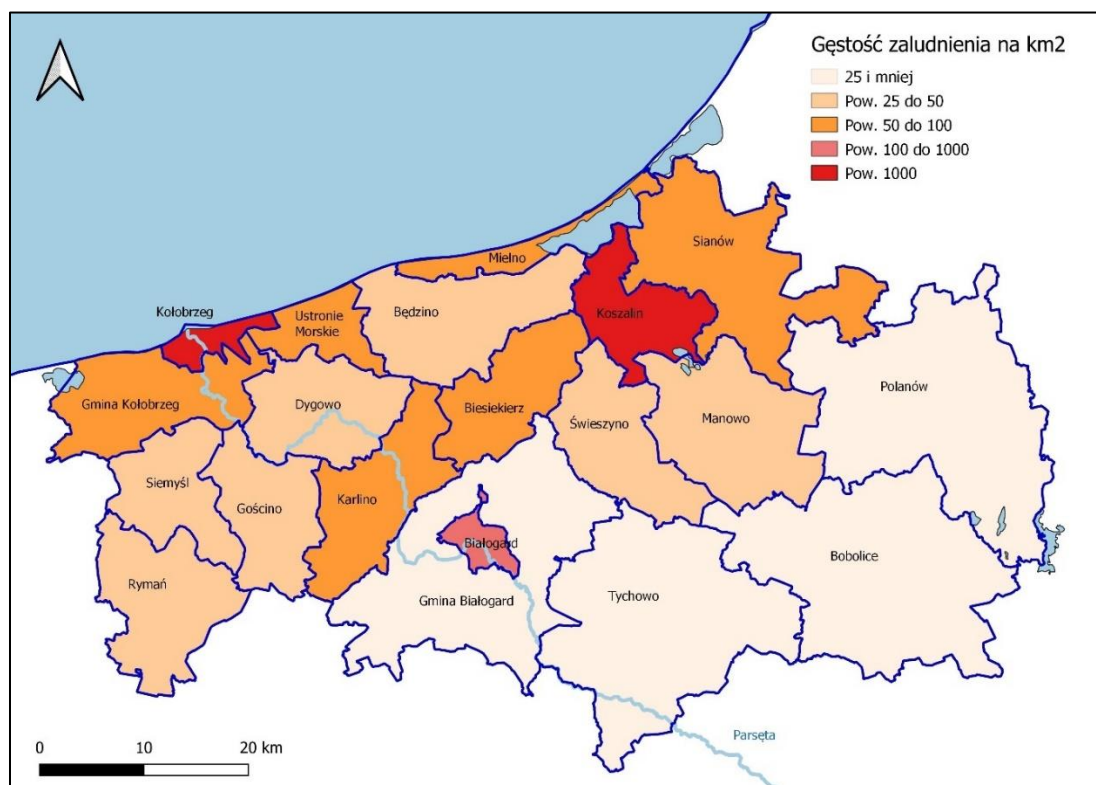 Gęstość zaludnienia na km2
25 i mniej
Pow. 25 do 50
Pow. 50 do 100
Pow. 100 do 1000
Pow. 1000
Sianów
Mielno
Kołobrzeg
Ustronie
Morskie
Będzino
Koszalin
Polanów
Gmina Kołobrzeg
Dygowo
Biesiekierz
Świeszyno
Manowo
Siemyśl
Gościno
Karlino
Białogard
Bobolice
Rymań
Gmina Białogard
Tychowo
Parsęta
0 10 20 km